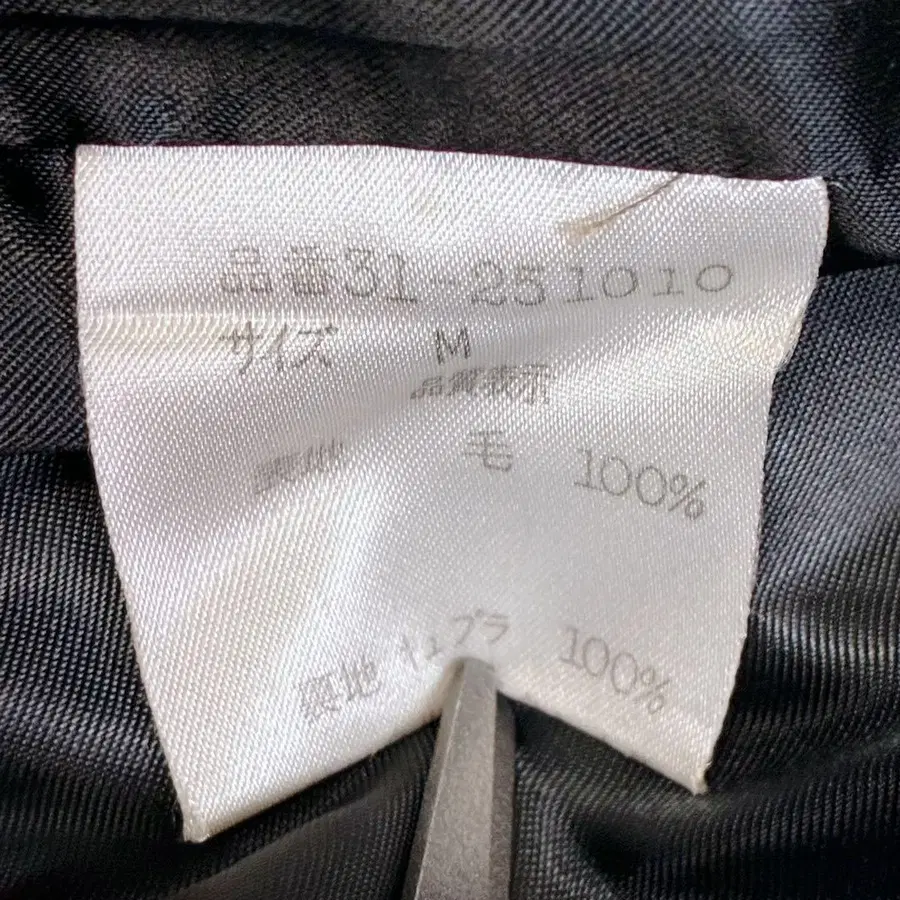 品番31-251010
サイズ M
品質表示
表地 毛 100%
裏地 キュプラ 100%